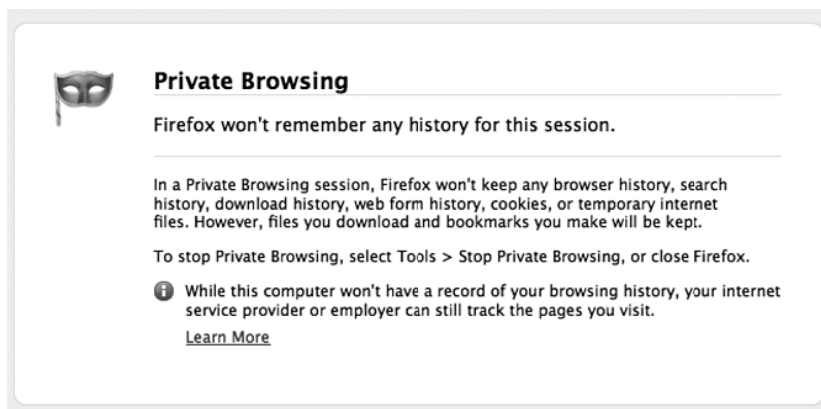 Private Browsing
Firefox won't remember any history for this session.
In a Private Browsing session, Firefox won't keep any browser history, search
history, download history, web form history, cookies, or temporary internet
files. However, files you download and bookmarks you make will be kept.
To stop Private Browsing, select Tools > Stop Private Browsing, or close Firefox.
While this computer won't have a record of your browsing history, your internet
service provider or employer can still track the pages you visit.
Learn More